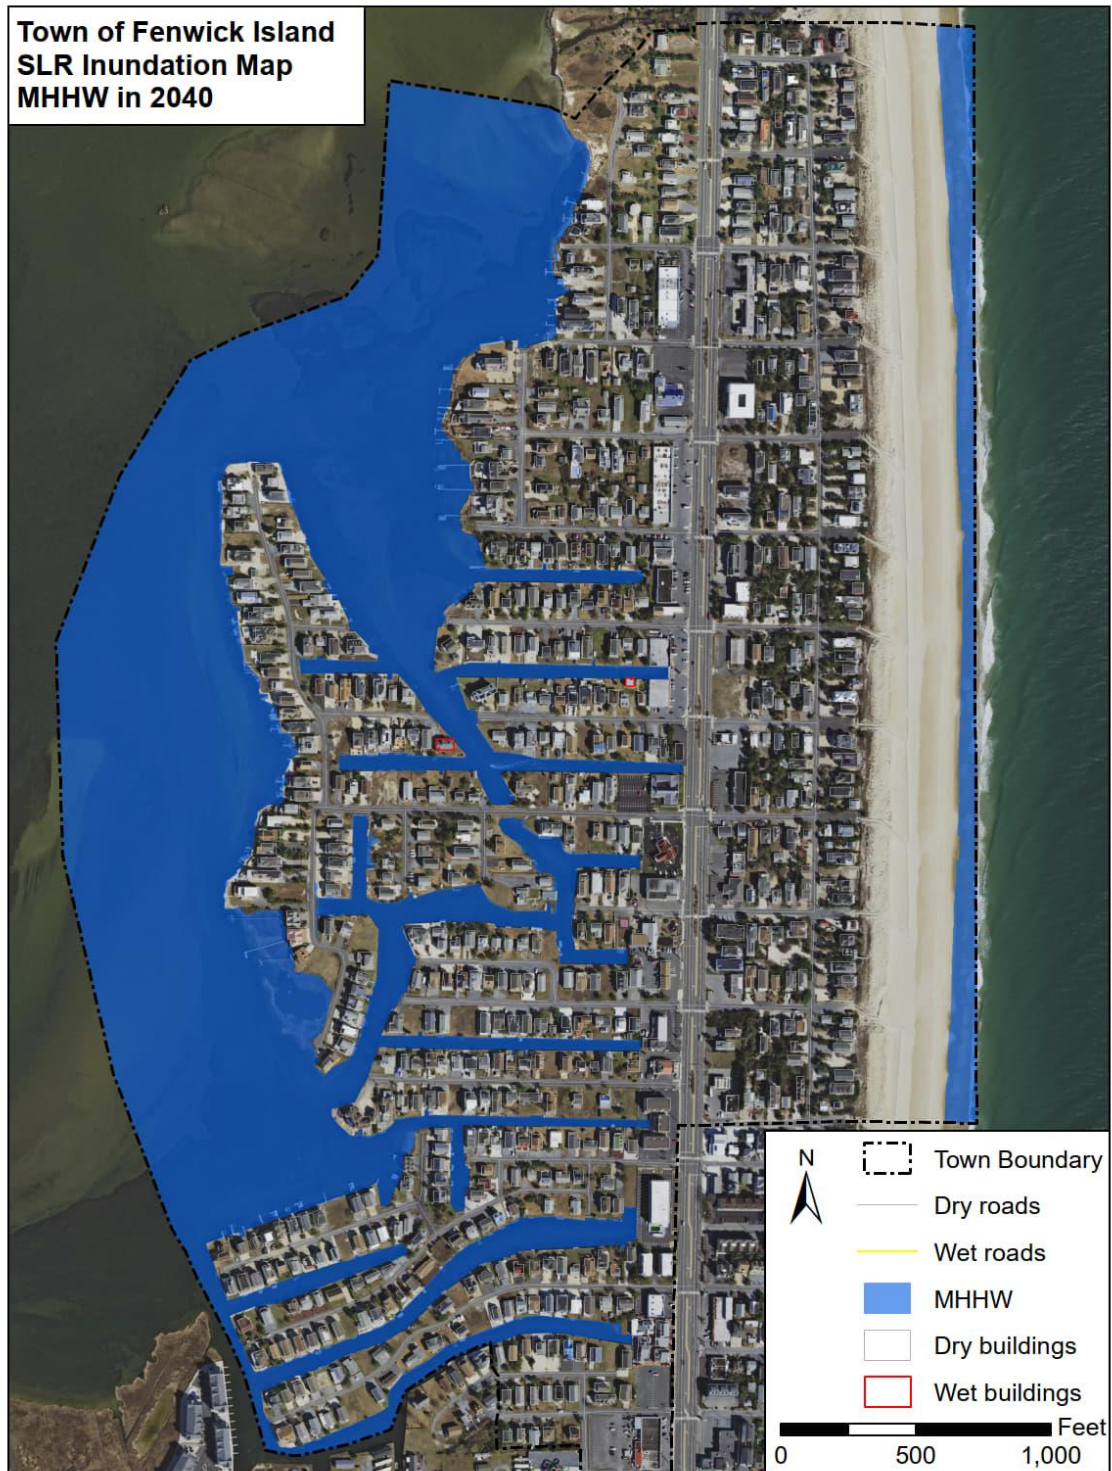 Town of Fenwick Island
SLR Inundation Map
MHHW in 2040
N
Town Boundary
Dry roads
Wet roads
MHHW
Dry buildings
Wet buildings
Feet
0 500 1,000